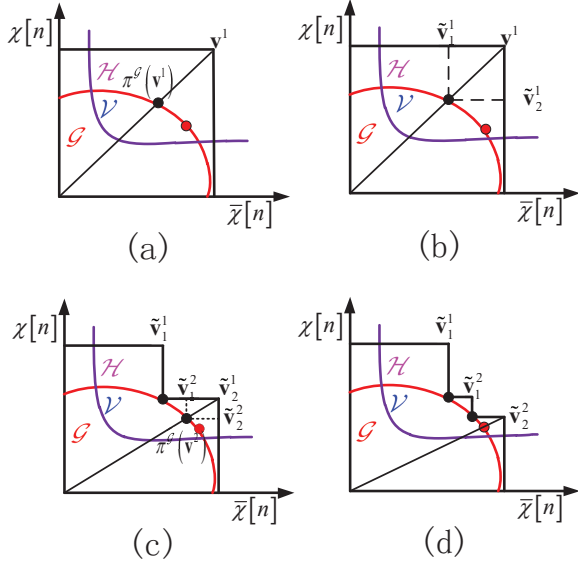 χ[n] v¹
ℋ
π^𝒢(v¹)
𝒱
𝒢
χ̅[n]
(a)
χ[n] ṽ₁¹ v¹
ℋ
𝒱 ṽ₂¹
𝒢
χ̅[n]
(b)
χ[n] ṽ₁¹
ℋ
ṽ₁² ṽ₂¹
𝒱 ṽ₂²
𝒢
π^𝒢(v²)
χ̅[n]
(c)
χ[n] ṽ₁¹
ℋ
ṽ₁²
𝒱 ṽ₂²
𝒢
χ̅[n]
(d)